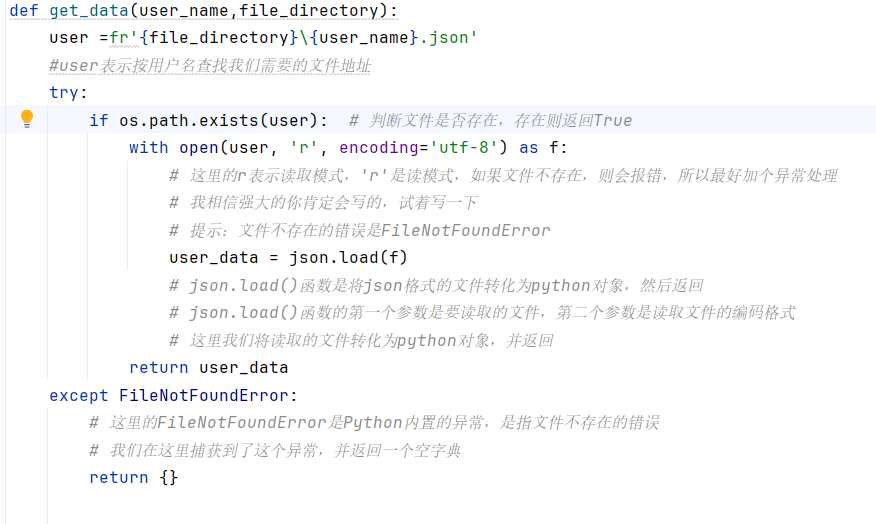 def get_data(user_name,file_directory):
    user =fr'{file_directory}\{user_name}.json'
    #user表示按用户名查找我们需要的文件地址
    try:
        if os.path.exists(user):  # 判断文件是否存在，存在则返回True
            with open(user, 'r', encoding='utf-8') as f:
                # 这里的r表示读取模式，'r'是读模式，如果文件不存在，则会报错，所以最好加个异常处理
                # 我相信强大的你肯定会写的，试着写一下
                # 提示：文件不存在的错误是FileNotFoundError
                user_data = json.load(f)
                # json.load()函数是将json格式的文件转化为python对象，然后返回
                # json.load()函数的第一个参数是要读取的文件，第二个参数是读取文件的编码格式
                # 这里我们将读取的文件转化为python对象，并返回
            return user_data
    except FileNotFoundError:
        # 这里的FileNotFoundError是Python内置的异常，是指文件不存在的错误
        # 我们在这里捕获到了这个异常，并返回一个空字典
        return {}